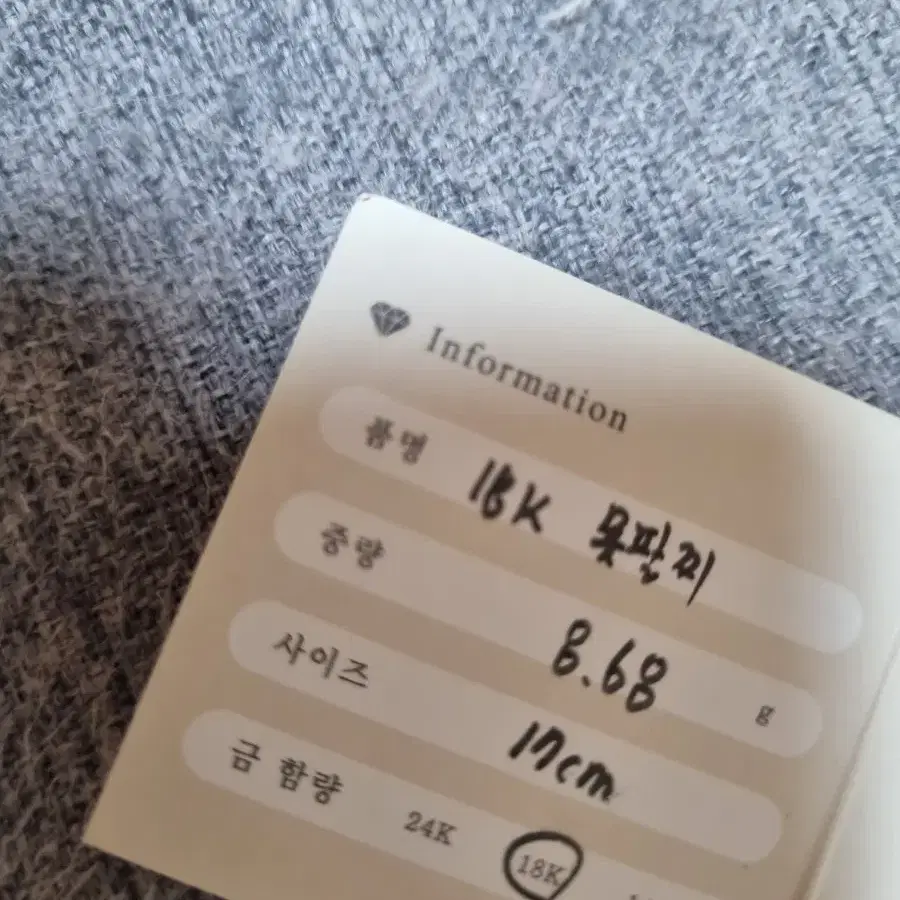 Information
품명 18K 못팔찌
중량 8.68 g
사이즈 17cm
금 함량 24K 18K